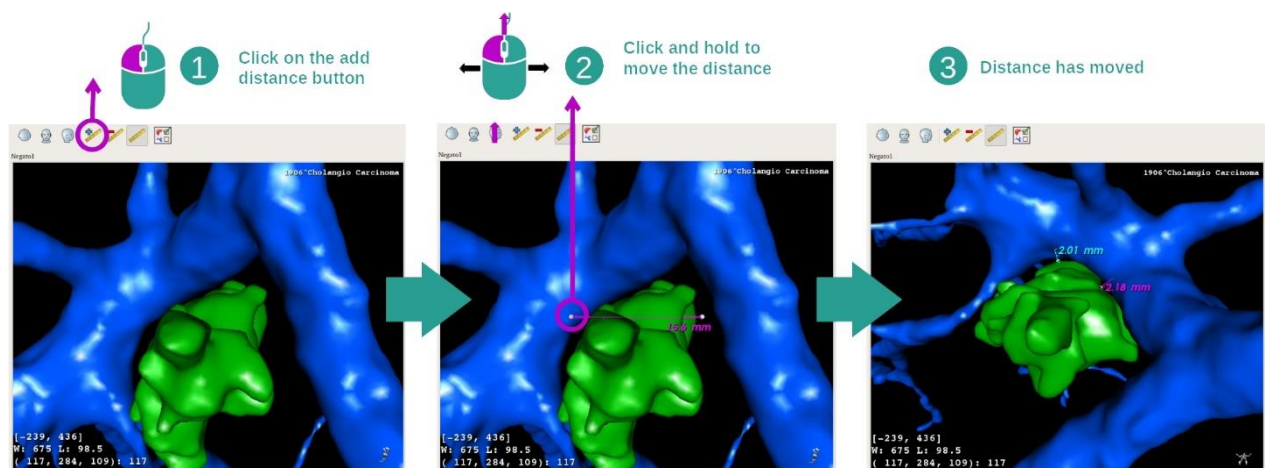 1
Click on the add
distance button
2
Click and hold to
move the distance
3
Distance has moved
Negato1
1906^Cholangio Carcinoma
[-239, 436]
W: 675 L: 98.5
( 117, 284, 109): 117
Negato1
1906^Cholangio Carcinoma
15.6 mm
[-239, 436]
W: 675 L: 98.5
( 117, 284, 109): 117
Negato1
1906^Cholangio Carcinoma
2.01 mm
2.18 mm
[-239, 436]
W: 675 L: 98.5
( 117, 284, 109): 117